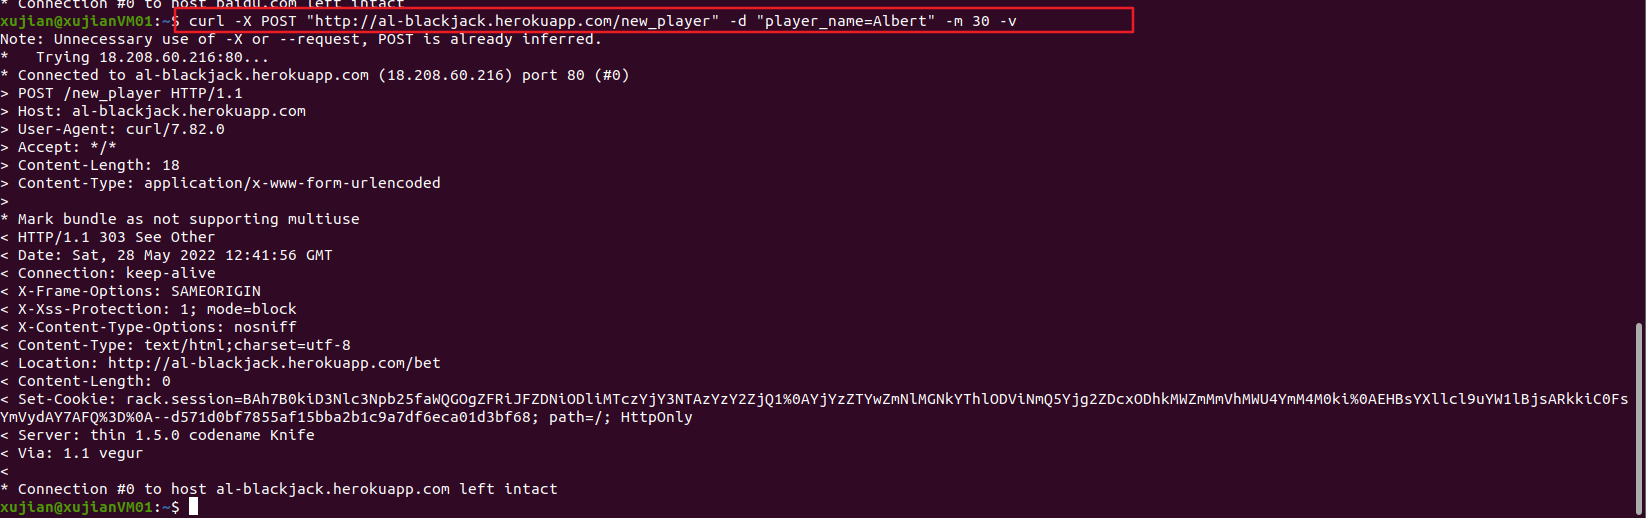 * Connection #0 to host baidu.com left intact
xujian@xujianVM01:~$ curl -X POST "http://al-blackjack.herokuapp.com/new_player" -d "player_name=Albert" -m 30 -v
Note: Unnecessary use of -X or --request, POST is already inferred.
*   Trying 18.208.60.216:80...
* Connected to al-blackjack.herokuapp.com (18.208.60.216) port 80 (#0)
> POST /new_player HTTP/1.1
> Host: al-blackjack.herokuapp.com
> User-Agent: curl/7.82.0
> Accept: */*
> Content-Length: 18
> Content-Type: application/x-www-form-urlencoded
>
* Mark bundle as not supporting multiuse
< HTTP/1.1 303 See Other
< Date: Sat, 28 May 2022 12:41:56 GMT
< Connection: keep-alive
< X-Frame-Options: SAMEORIGIN
< X-Xss-Protection: 1; mode=block
< X-Content-Type-Options: nosniff
< Content-Type: text/html;charset=utf-8
< Location: http://al-blackjack.herokuapp.com/bet
< Content-Length: 0
< Set-Cookie: rack.session=BAh7B0kiD3Nlc3Npb25faWQGOgZFRiJFZDNiODliMTczYjY3NTAzYzY2ZjQ1%0AYjYzZTYwZmNlMGNkYThlODViNmQ5Yjg2ZDcxODhkMWZmMmVhMWU4YmM4M0ki%0AEHBsYXllcl9uYW1lBjsARkkiC0Fs
YmVydAY7AFQ%3D%0A--d571d0bf7855af15bba2b1c9a7df6eca01d3bf68; path=/; HttpOnly
< Server: thin 1.5.0 codename Knife
< Via: 1.1 vegur
<
* Connection #0 to host al-blackjack.herokuapp.com left intact
xujian@xujianVM01:~$